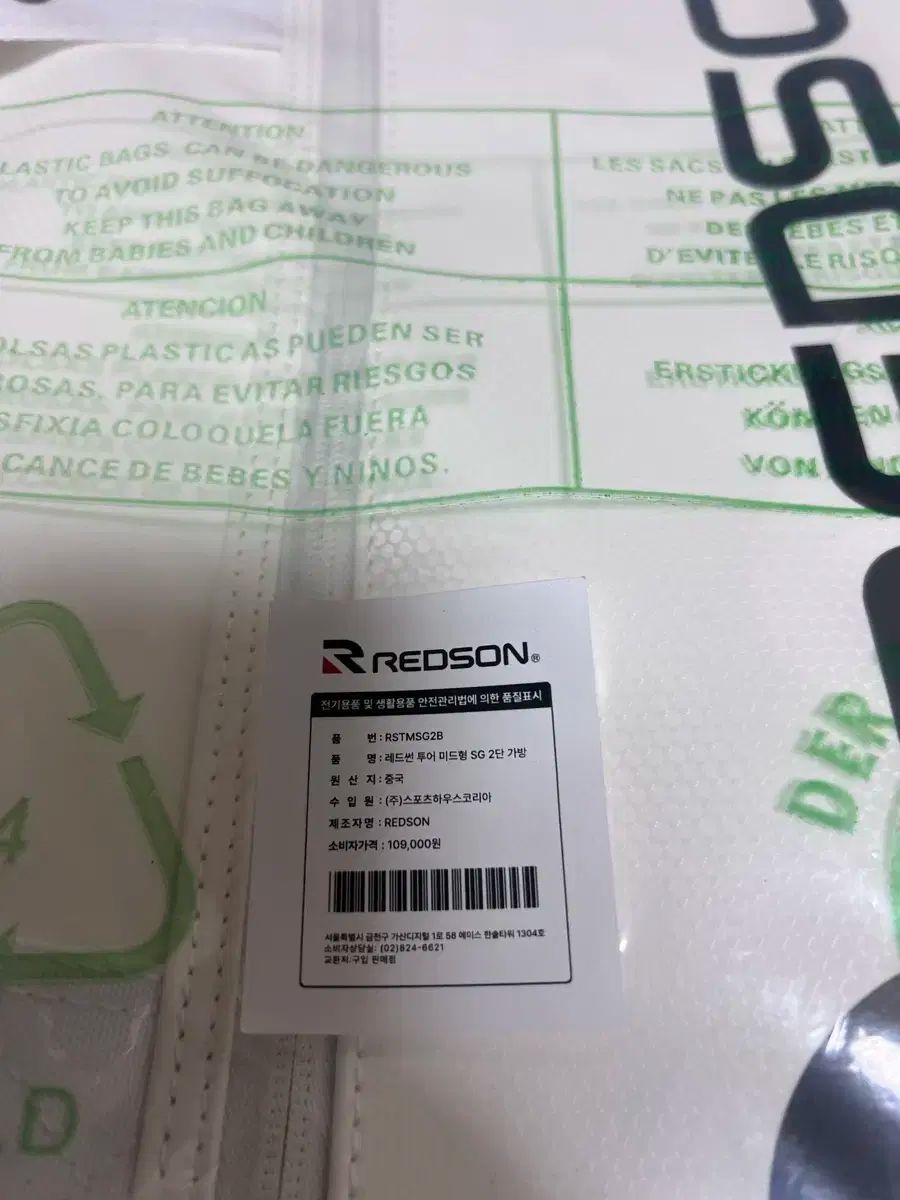 ATTENTION
LASTIC BAGS CAN BE DANGEROUS
TO AVOID SUFFOCATION
KEEP THIS BAG AWAY
FROM BABIES AND CHILDREN
LES SACS
NE PAS
D'EVITE
ATENCION
OLSAS PLASTICAS PUEDEN SER
ROSAS. PARA EVITAR RIESGOS
SFIXIA COLOQUELA FUERA
CANCE DE BEBES Y NINOS.
VON
REDSON®
전기용품 및 생활용품 안전관리법에 의한 품질표시
품 번 : RSTMSG2B
품 명 : 레드썬 투어 미드형 SG 2단 가방
원 산 지 : 중국
수 입 원 : (주)스포츠하우스코리아
제조자명 : REDSON
소비자가격 : 109,000원
서울특별시 금천구 가산디지털 1로 58 에이스 한솔타워 1304호
소비자상담실: (02)824-6621
교환처:구입 판매점
DER
4
D